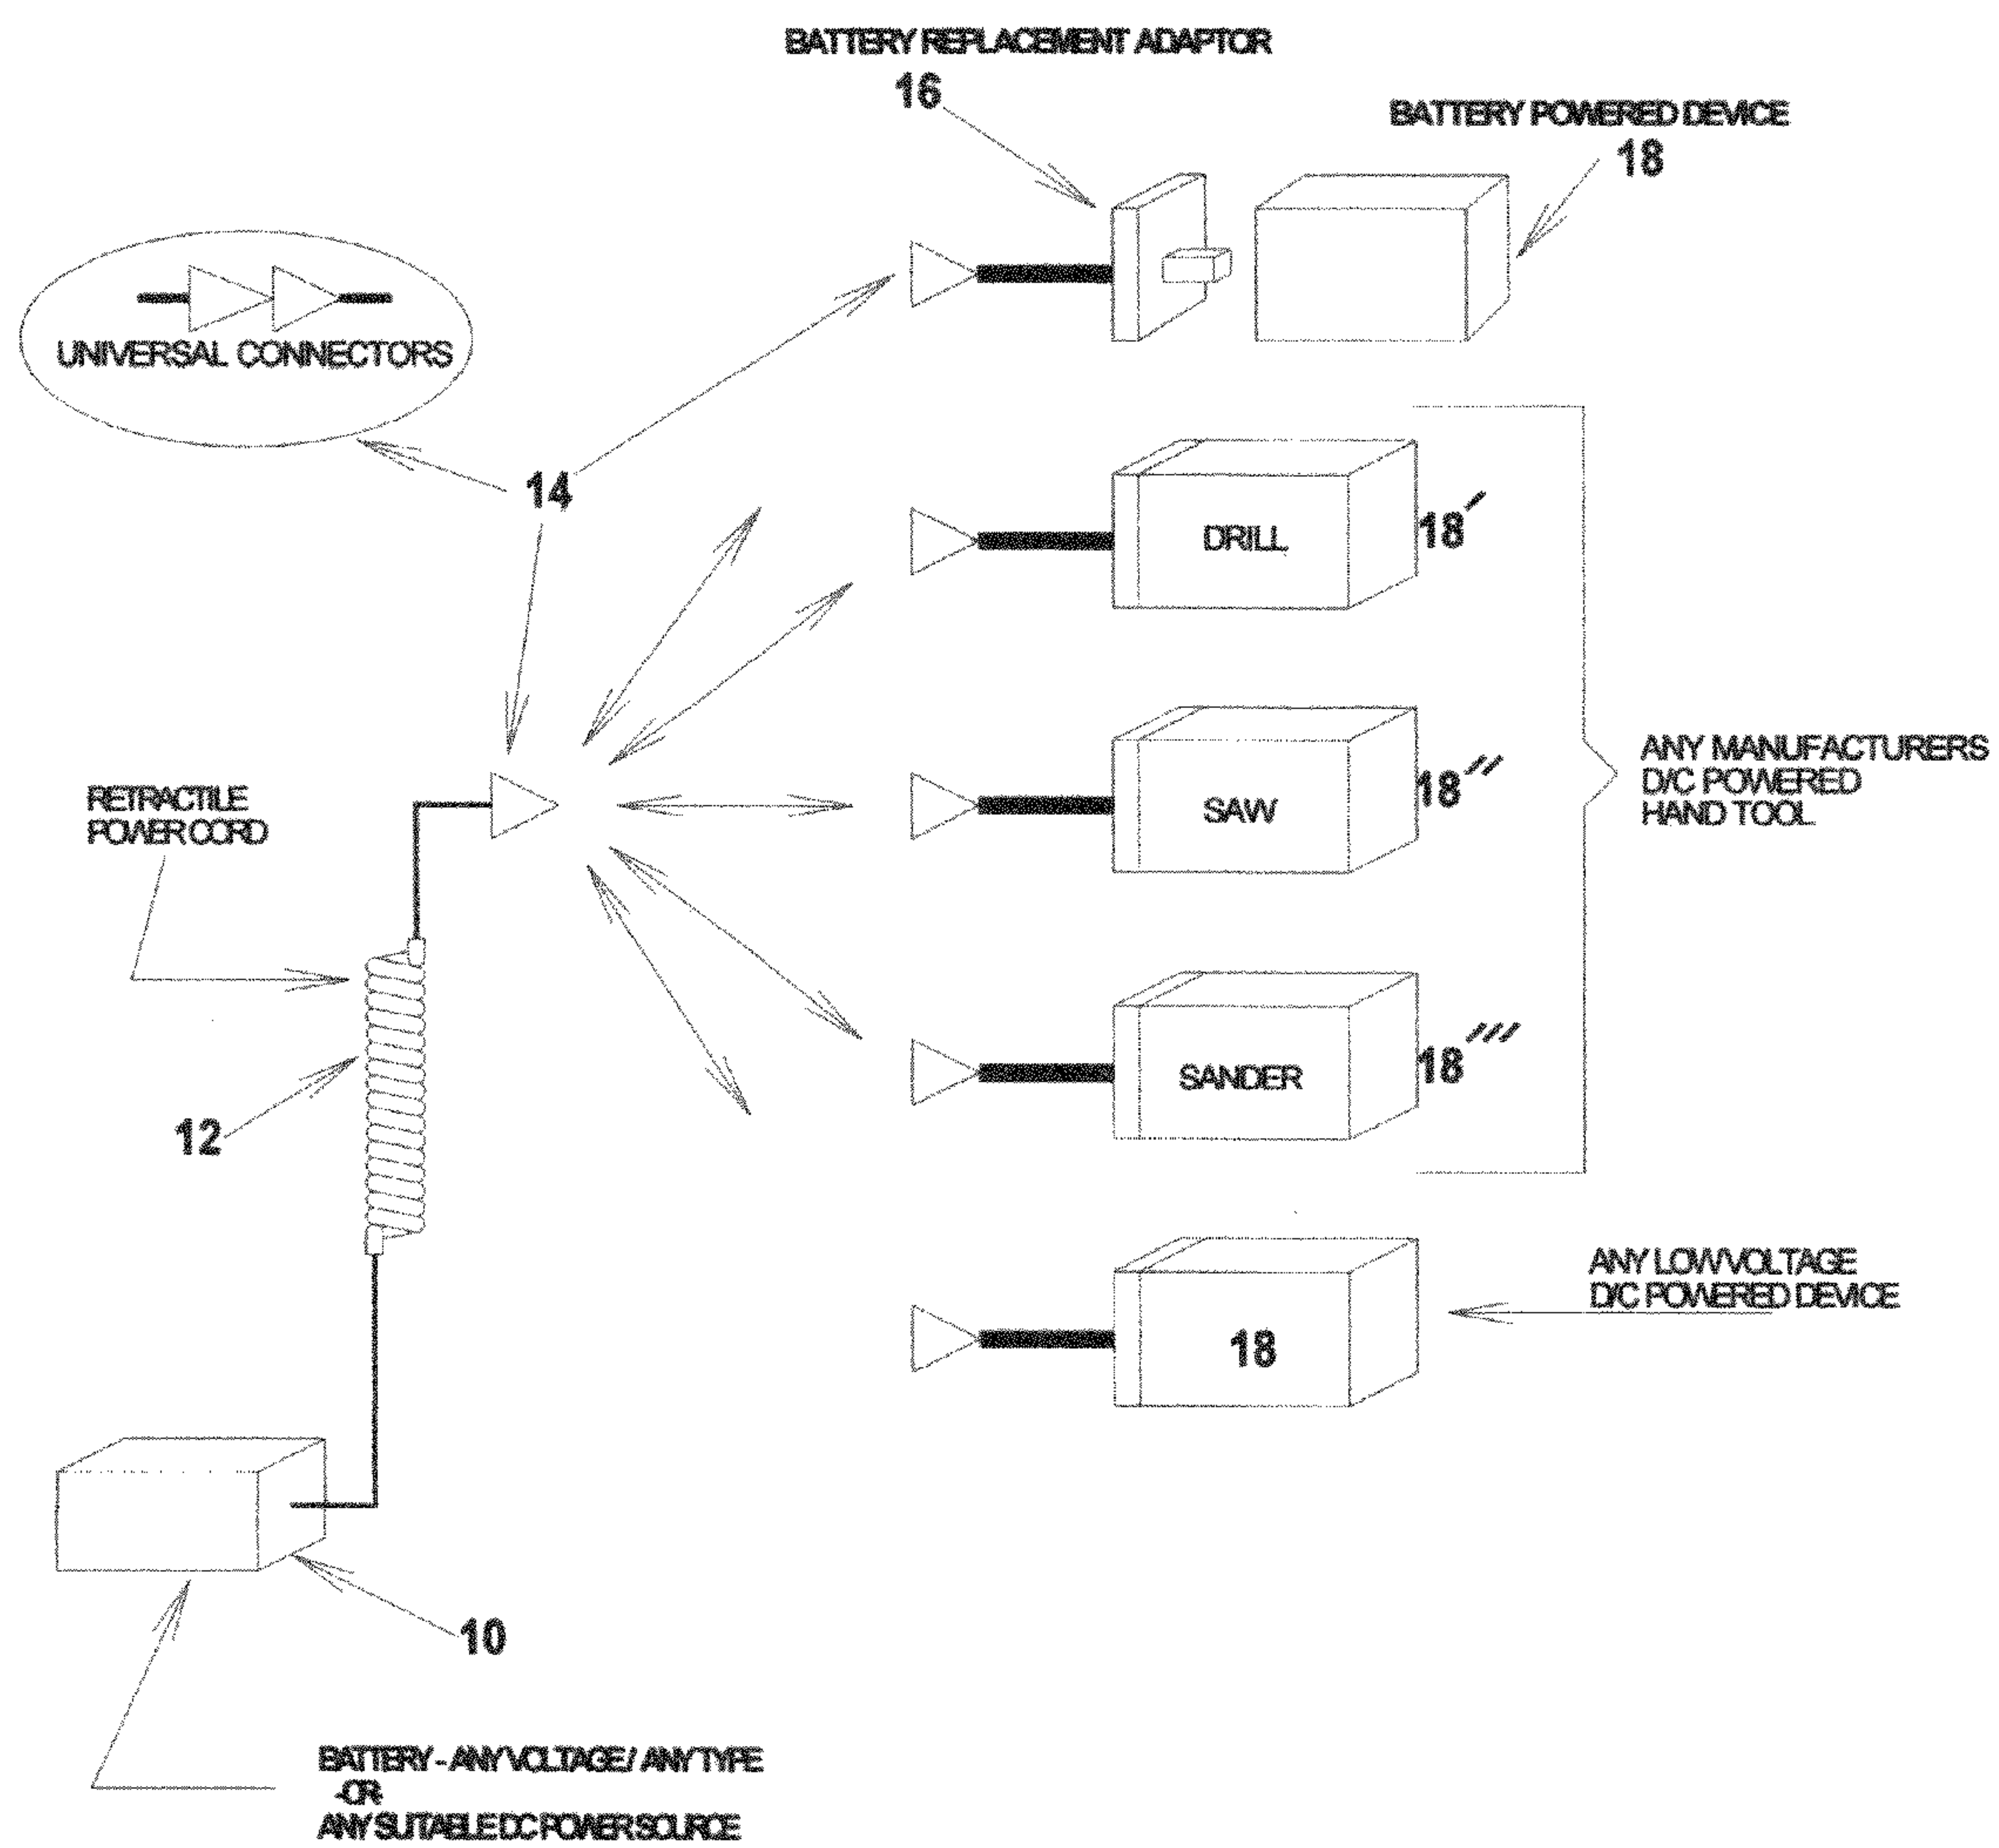 BATTERY REPLACEMENT ADAPTOR
16
BATTERY POWERED DEVICE
18
UNIVERSAL CONNECTORS
14
DRILL
18′
RETRACTILE
POWER CORD
SAW
18″
ANY MANUFACTURERS
D/C POWERED
HAND TOOL
12
SANDER
18‴
ANY LOW VOLTAGE
D/C POWERED DEVICE
18
10
BATTERY - ANY VOLTAGE / ANY TYPE
-OR-
ANY SUITABLE DC POWER SOURCE